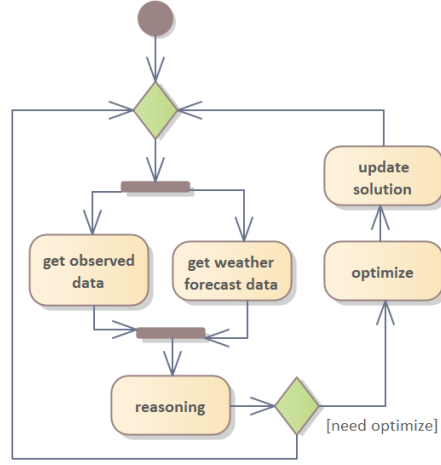 update
solution
get observed
data
get weather
forecast data
optimize
reasoning
[need optimize]